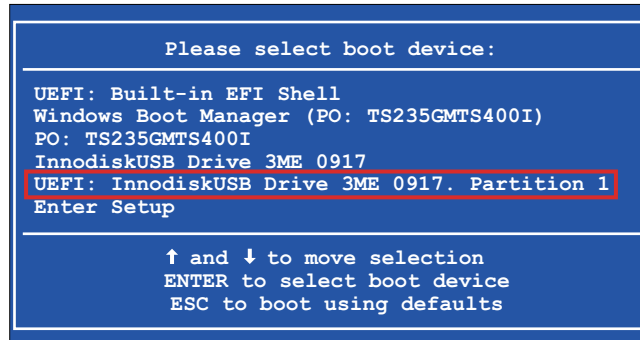 Please select boot device:
UEFI: Built-in EFI Shell
Windows Boot Manager (PO: TS235GMTS400I)
PO: TS235GMTS400I
InnodiskUSB Drive 3ME 0917
UEFI: InnodiskUSB Drive 3ME 0917. Partition 1
Enter Setup
↑ and ↓ to move selection
ENTER to select boot device
ESC to boot using defaults